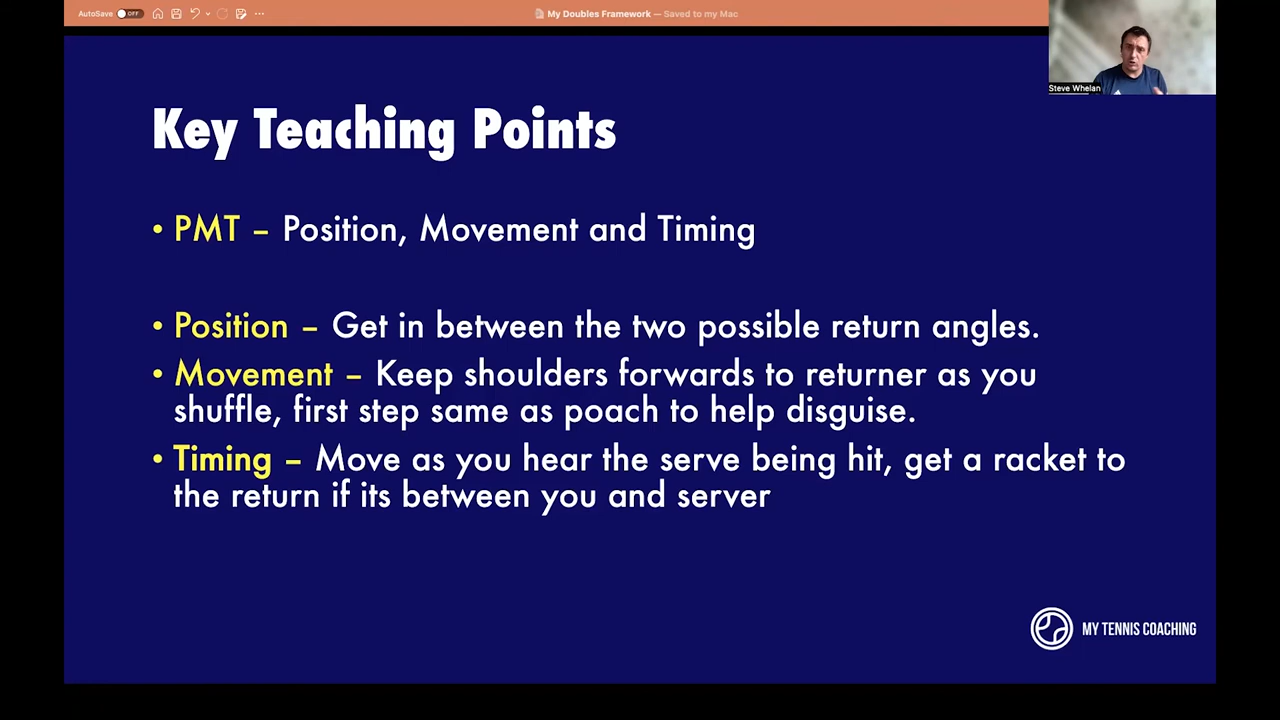 AutoSave OFF
My Doubles Framework — Saved to my Mac
Steve Whelan
Key Teaching Points
• PMT – Position, Movement and Timing
• Position – Get in between the two possible return angles.
• Movement – Keep shoulders forwards to returner as you
shuffle, first step same as poach to help disguise.
• Timing – Move as you hear the serve being hit, get a racket to
the return if its between you and server
MY TENNIS COACHING